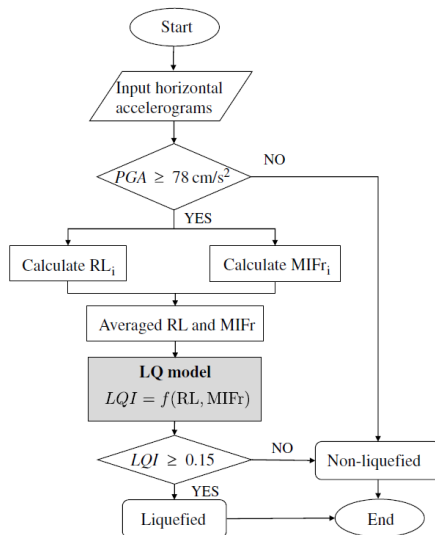 Start
Input horizontal
accelerograms
NO
PGA ≥ 78 cm/s²
YES
Calculate RLᵢ
Calculate MIFrᵢ
Averaged RL and MIFr
LQ model
LQI = f(RL, MIFr)
LQI ≥ 0.15
NO
Non-liquefied
YES
Liquefied
End